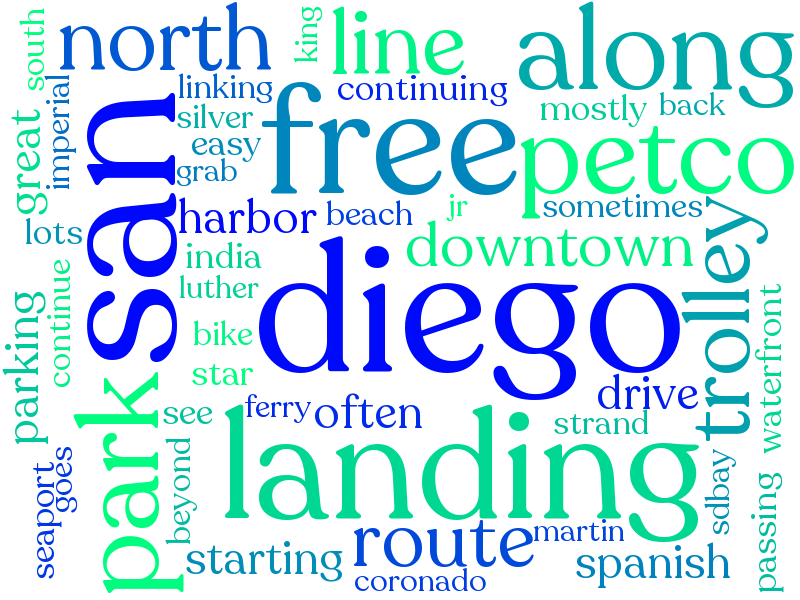 north
king
line
along
south
imperial
linking
continuing
mostly
back
silver
free
petco
great
san
easy
grab
harbor
beach
jr
sometimes
lots
india
downtown
trolley
luther
diego
continue
parking
bike
star
drive
waterfront
park
see
ferry
often
strand
landing
beyond
goes
seaport
sdbay
passing
route
martin
starting
spanish
coronado